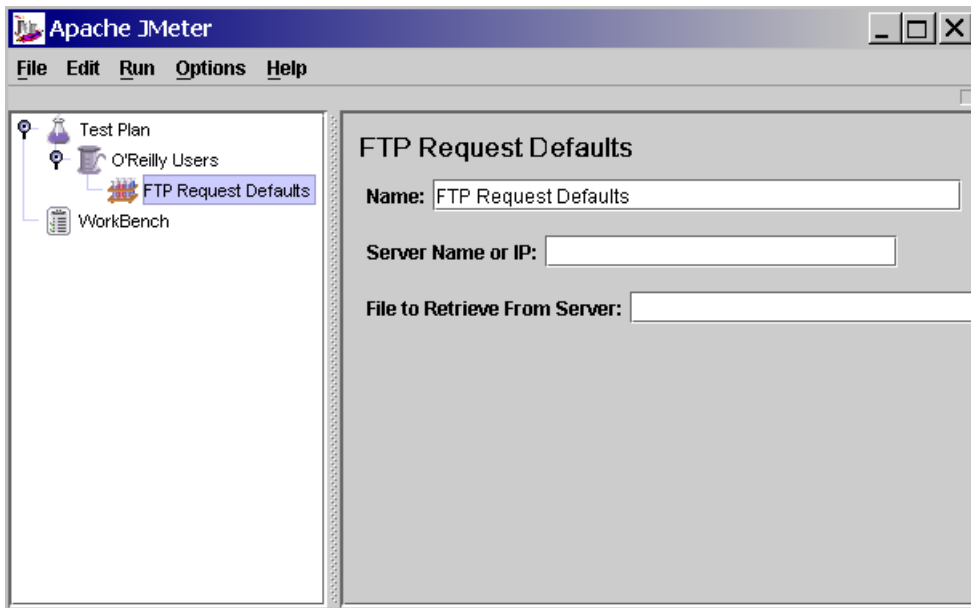 Apache JMeter
File Edit Run Options Help
Test Plan
O'Reilly Users
FTP Request Defaults
WorkBench
FTP Request Defaults
Name: FTP Request Defaults
Server Name or IP:
File to Retrieve From Server: